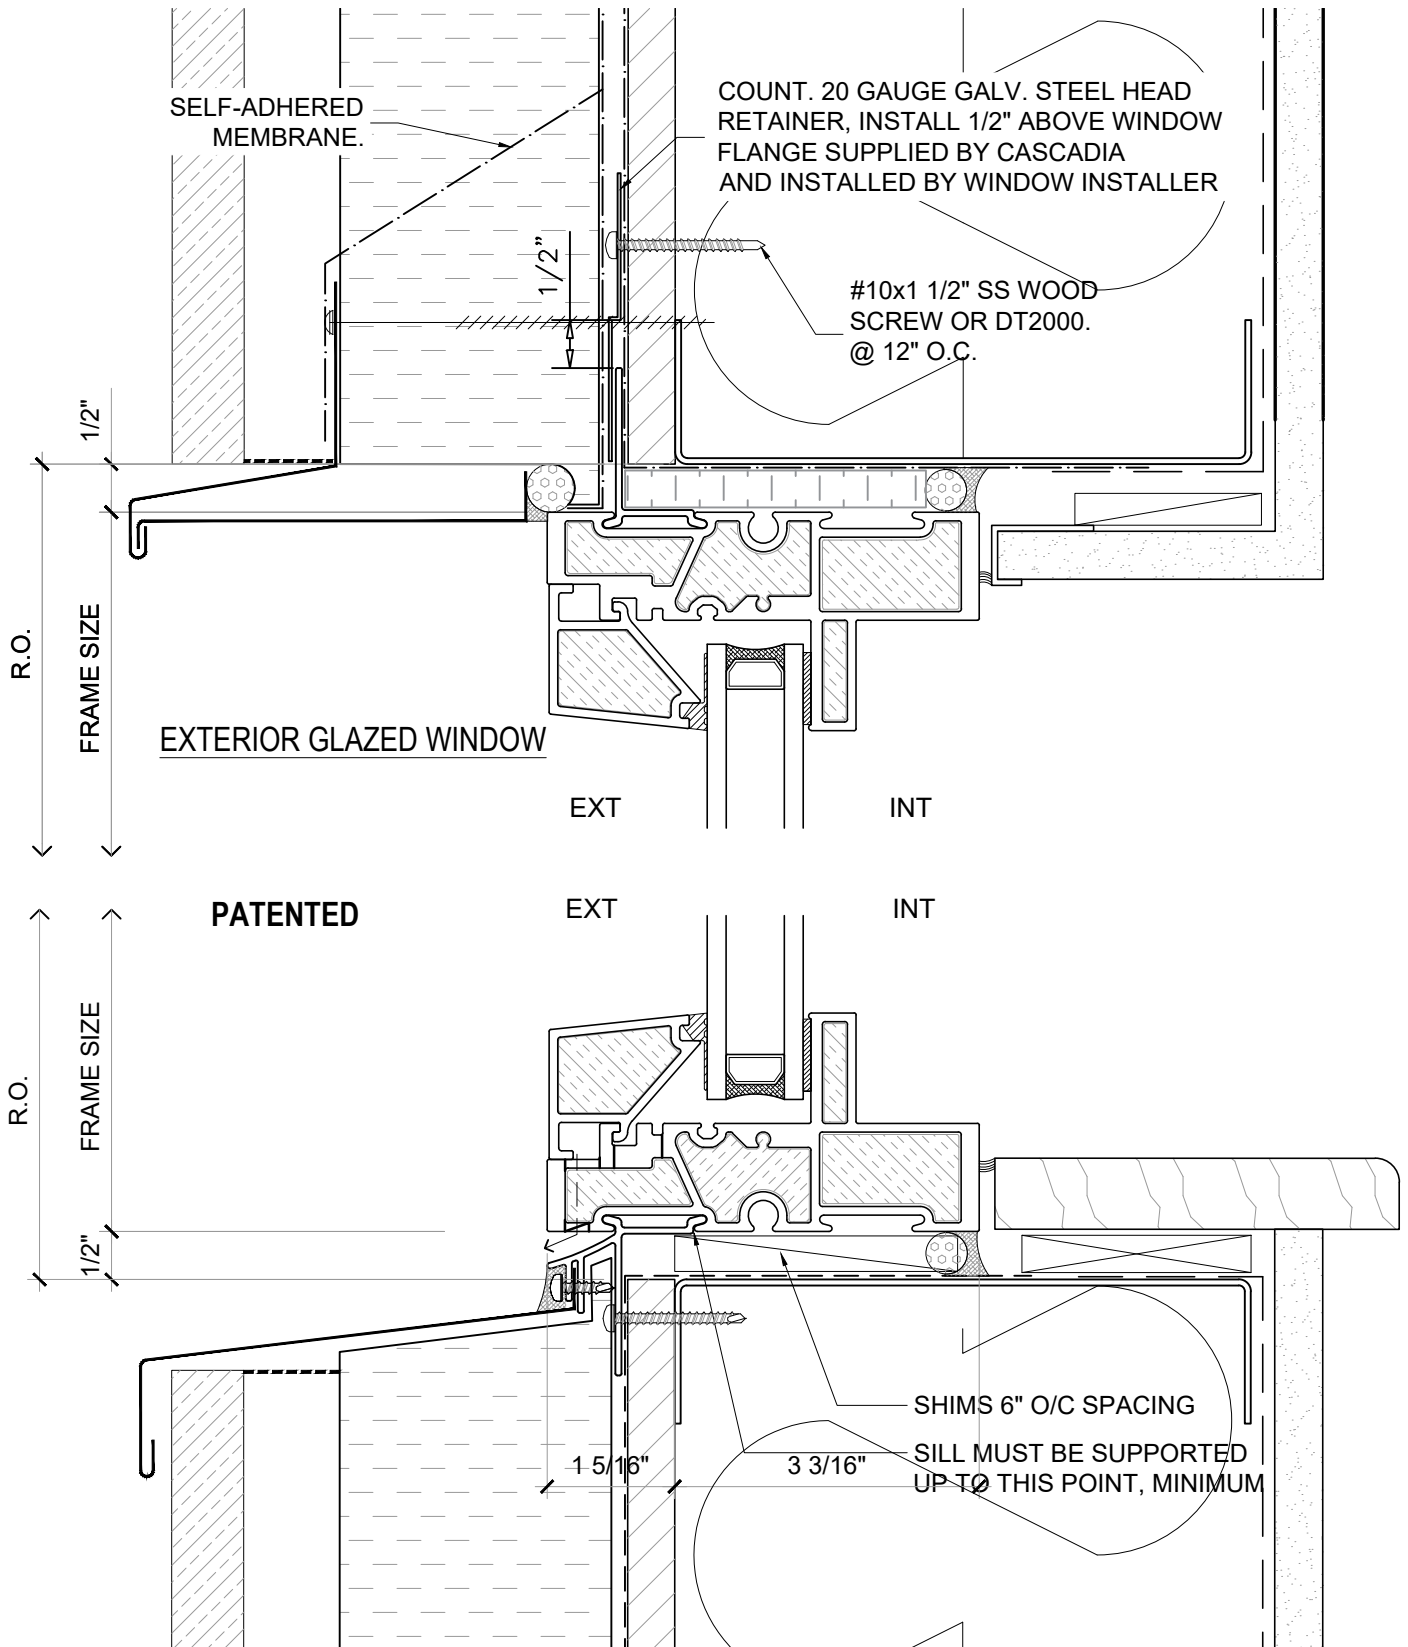 SELF-ADHERED
MEMBRANE.
COUNT. 20 GAUGE GALV. STEEL HEAD
RETAINER, INSTALL 1/2" ABOVE WINDOW
FLANGE SUPPLIED BY CASCADIA
AND INSTALLED BY WINDOW INSTALLER
1/2"
#10x1 1/2" SS WOOD
SCREW OR DT2000.
@ 12" O.C.
1/2"
R.O.
FRAME SIZE
EXTERIOR GLAZED WINDOW
EXT
INT
PATENTED
EXT
INT
R.O.
FRAME SIZE
1/2"
SHIMS 6" O/C SPACING
SILL MUST BE SUPPORTED
UP TO THIS POINT, MINIMUM
1 5/16"
3 3/16"